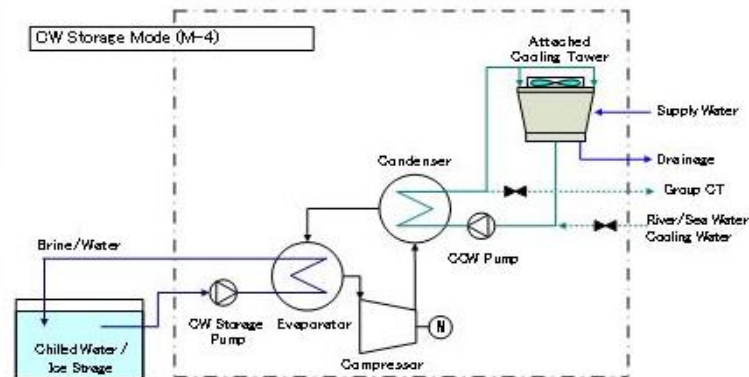 CW Storage Mode (M-4)
Attached
Cooling Tower
Supply Water
Drainage
Condenser
Group CT
River/Sea Water
Cooling Water
Brine/Water
CCW Pump
CW Storage
Pump
Evaporator
N
Compressor
Chilled Water /
Ice Strage